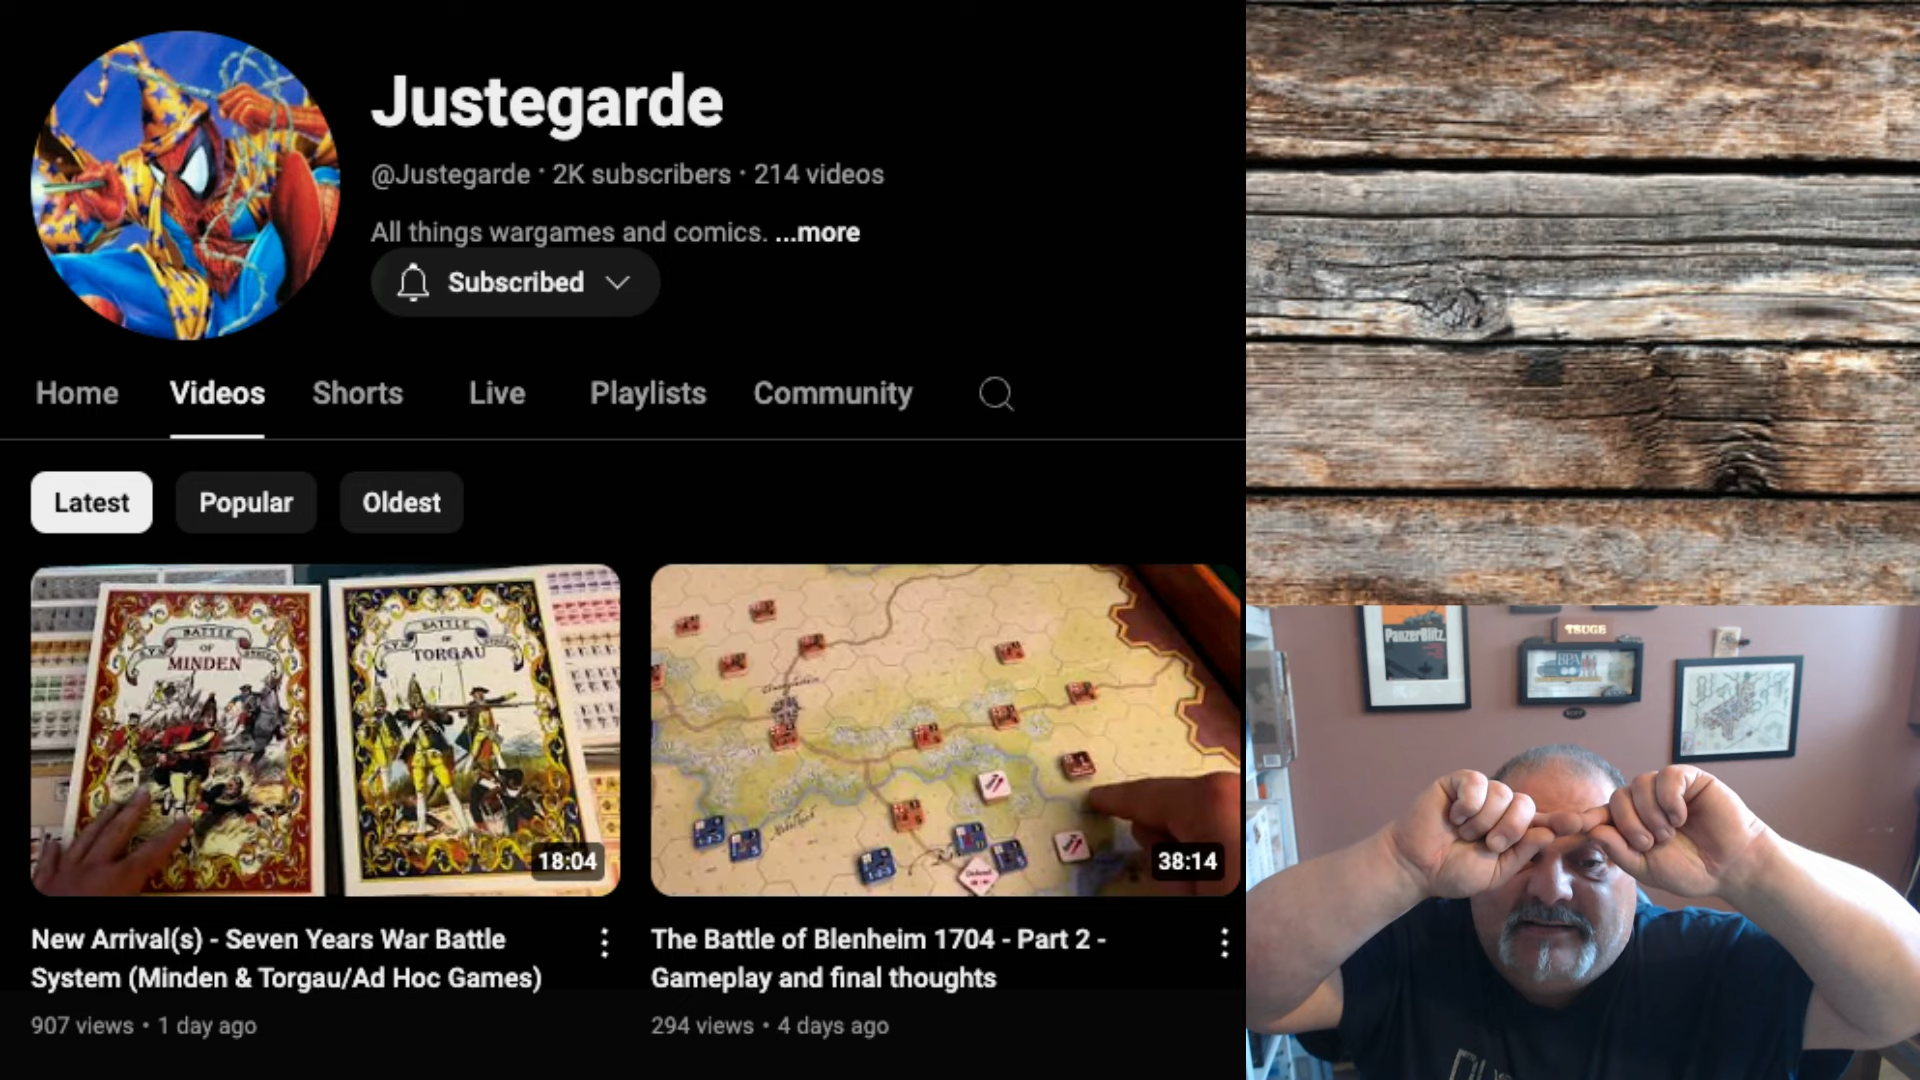 Justegarde
@Justegarde · 2K subscribers · 214 videos
All things wargames and comics. ...more
Subscribed
Home Videos Shorts Live Playlists Community
Latest Popular Oldest
BATTLE
OF
MINDEN
BATTLE
OF
TORGAU
18:04
38:14
New Arrival(s) - Seven Years War Battle
System (Minden & Torgau/Ad Hoc Games)
907 views · 1 day ago
The Battle of Blenheim 1704 - Part 2 -
Gameplay and final thoughts
294 views · 4 days ago
PanzerBlitz
TSUGE
BPA